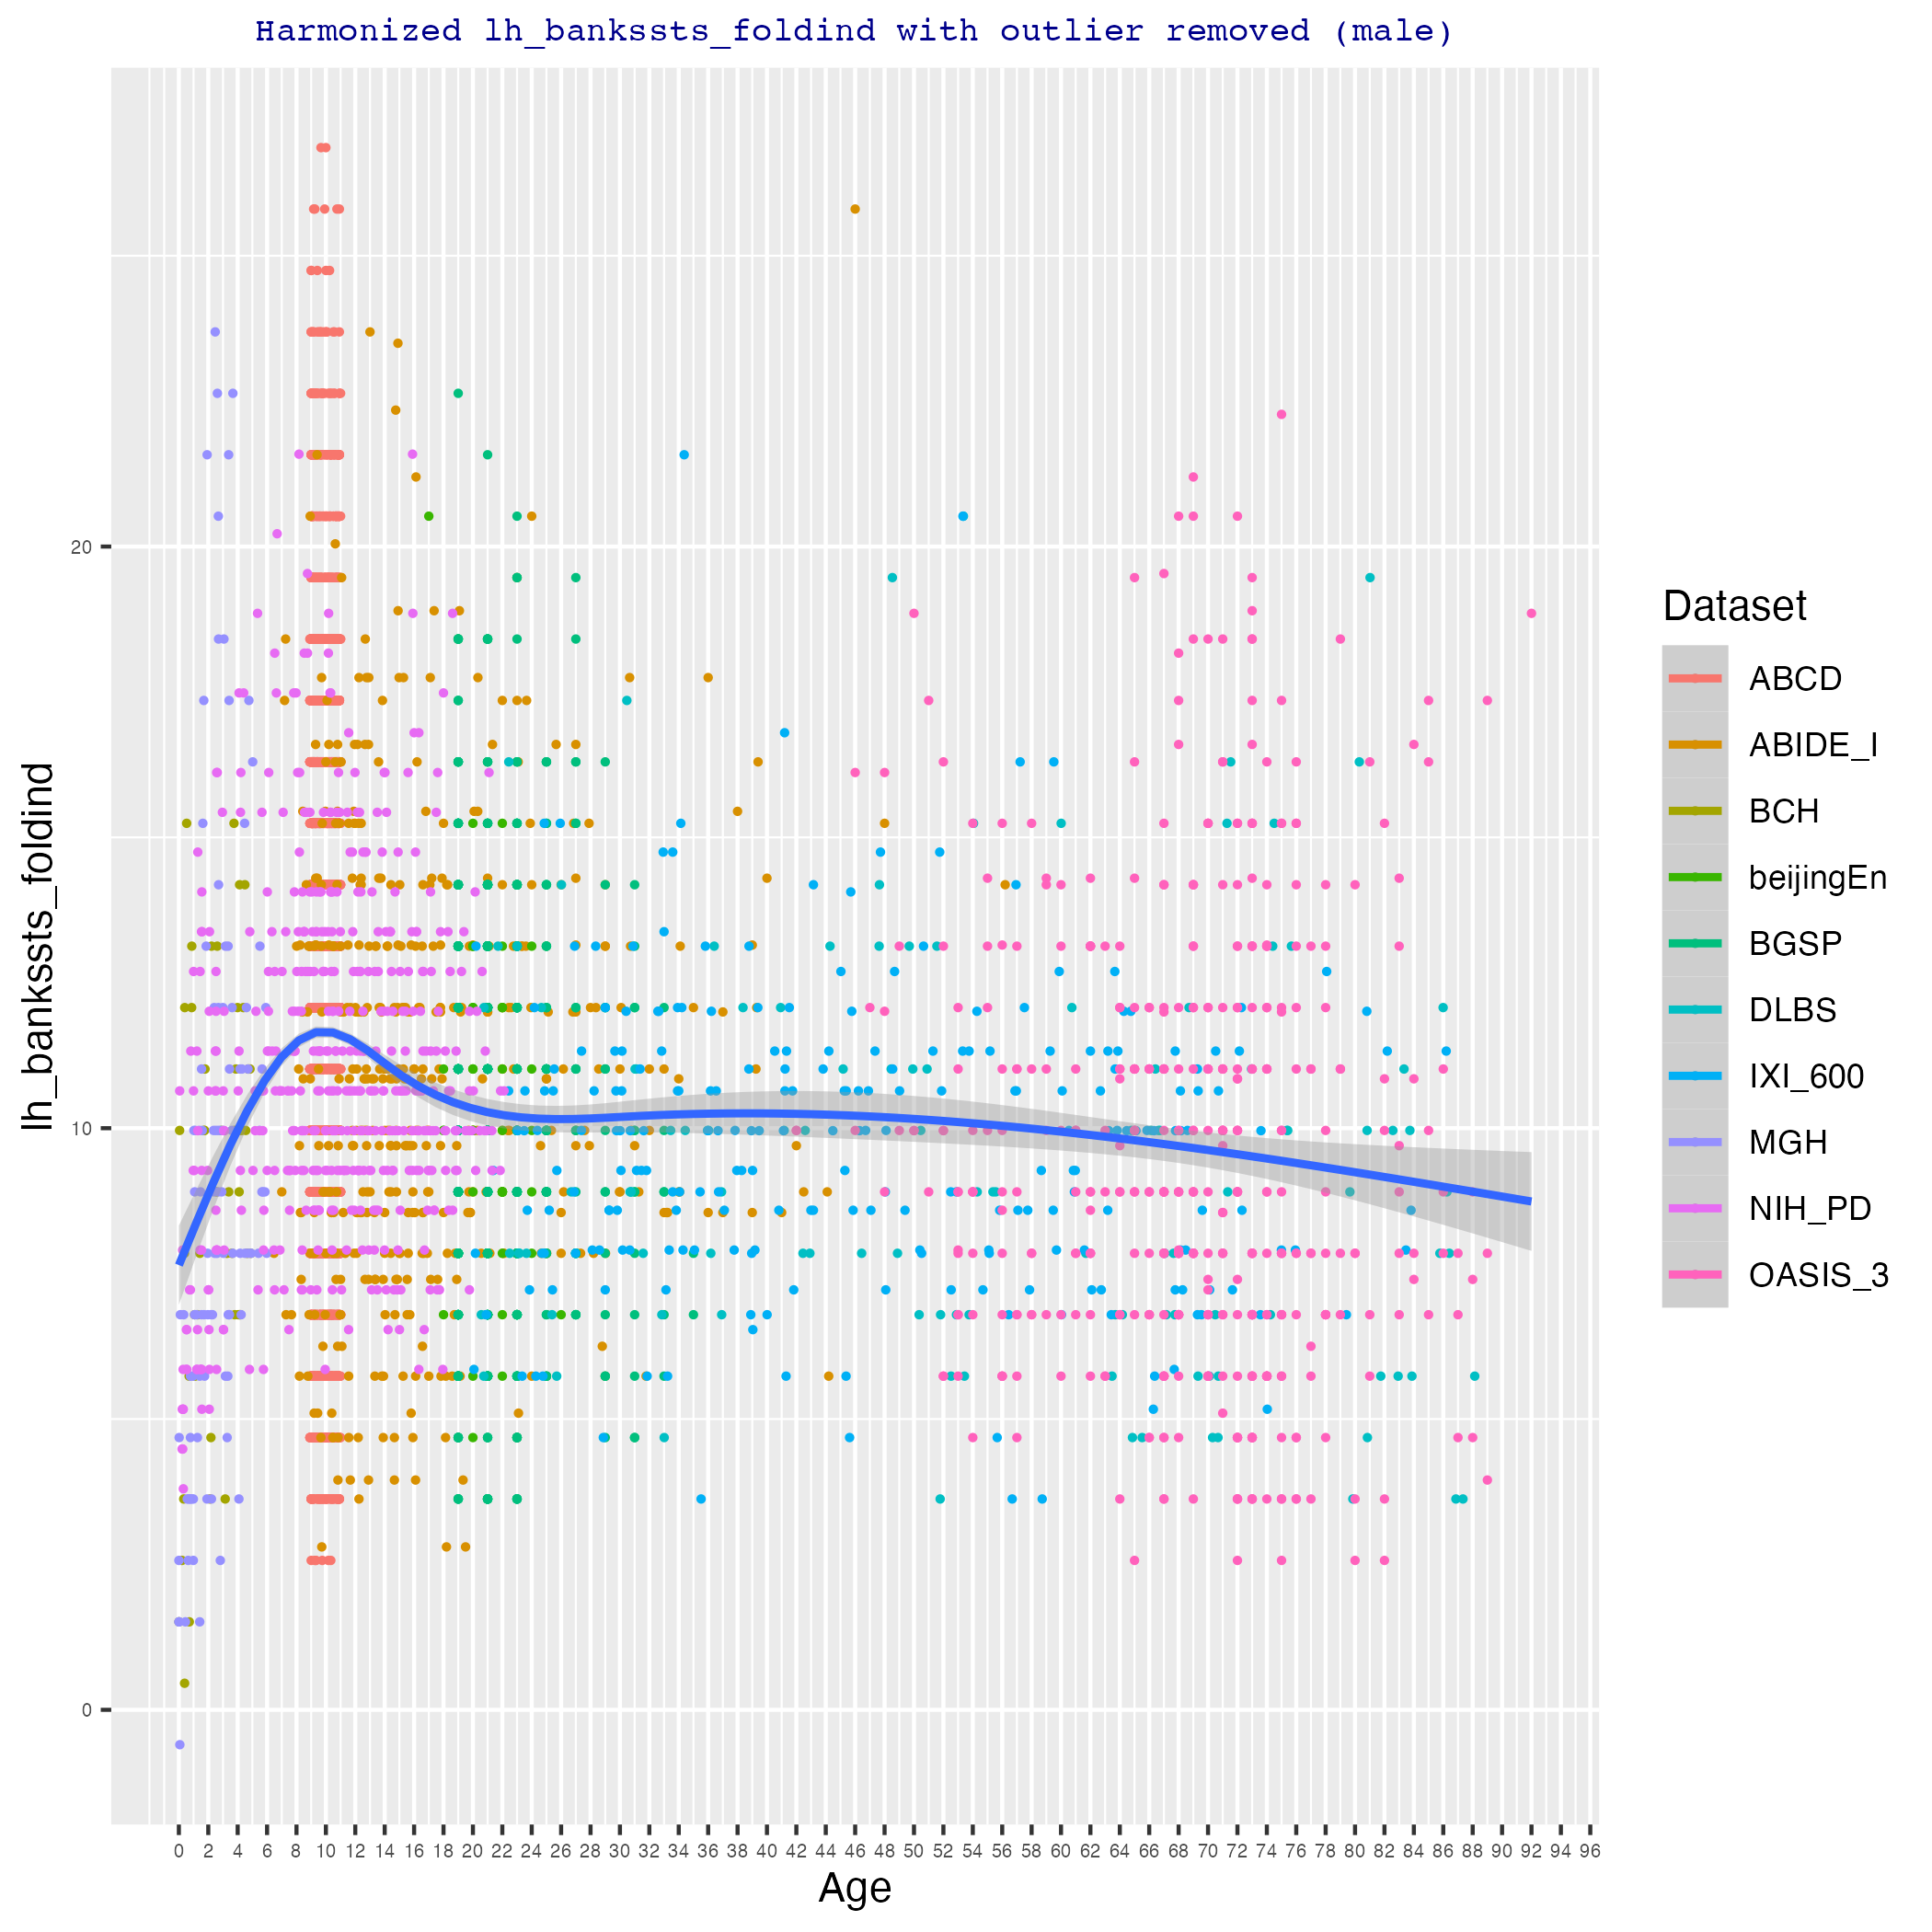 Harmonized lh_bankssts_foldind with outlier removed (male)
lh_bankssts_foldind
20
10
0
0 2 4 6 8 10 12 14 16 18 20 22 24 26 28 30 32 34 36 38 40 42 44 46 48 50 52 54 56 58 60 62 64 66 68 70 72 74 76 78 80 82 84 86 88 90 92 94 96
Age
Dataset
ABCD
ABIDE_I
BCH
beijingEn
BGSP
DLBS
IXI_600
MGH
NIH_PD
OASIS_3